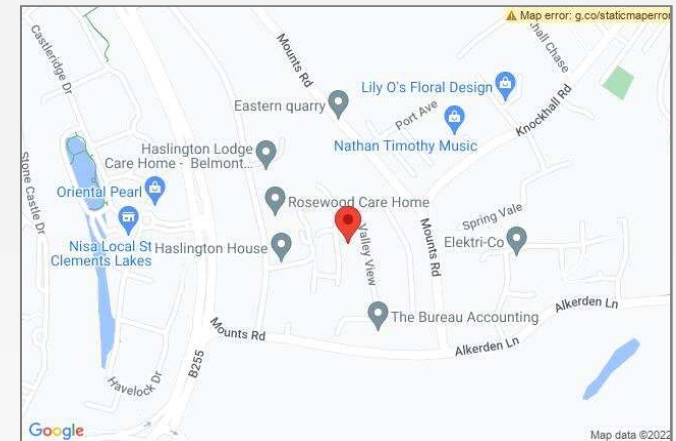 Map error: g.co/staticmaperror
Castleridge Dr
Mounts Rd
khall Chase
Lily O's Floral Design
Eastern quarry
Port Ave
Knockhall Rd
Nathan Timothy Music
Haslington Lodge
Care Home - Belmont...
Stone Castle Dr
Oriental Pearl
Rosewood Care Home
Spring Vale
Nisa Local St
Clements Lakes
Haslington House
Valley View
Mounts Rd
Elektri-Co
The Bureau Accounting
Alkerden Ln
Mounts Rd
Alkerden Ln
B255
Havelock Dr
Google
Map data ©2022